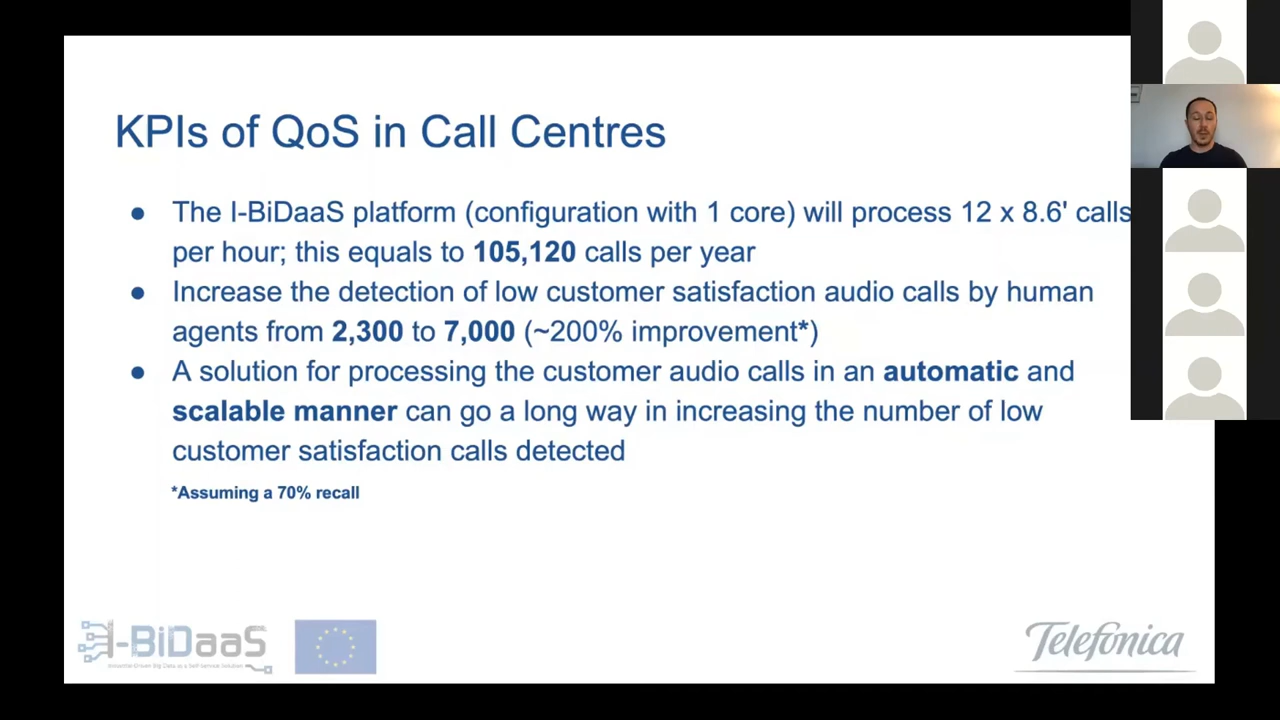 KPIs of QoS in Call Centres
● The I-BiDaaS platform (configuration with 1 core) will process 12 x 8.6' calls
per hour; this equals to 105,120 calls per year
● Increase the detection of low customer satisfaction audio calls by human
agents from 2,300 to 7,000 (~200% improvement*)
● A solution for processing the customer audio calls in an automatic and
scalable manner can go a long way in increasing the number of low
customer satisfaction calls detected
*Assuming a 70% recall
I-BiDaaS
Telefónica